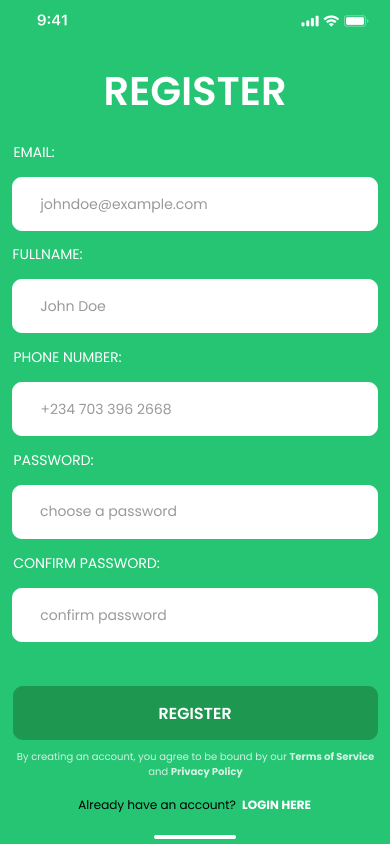 9:41
REGISTER
EMAIL:
johndoe@example.com
FULLNAME:
John Doe
PHONE NUMBER:
+234 703 396 2668
PASSWORD:
choose a password
CONFIRM PASSWORD:
confirm password
REGISTER
By creating an account, you agree to be bound by our Terms of Service
and Privacy Policy
Already have an account? LOGIN HERE